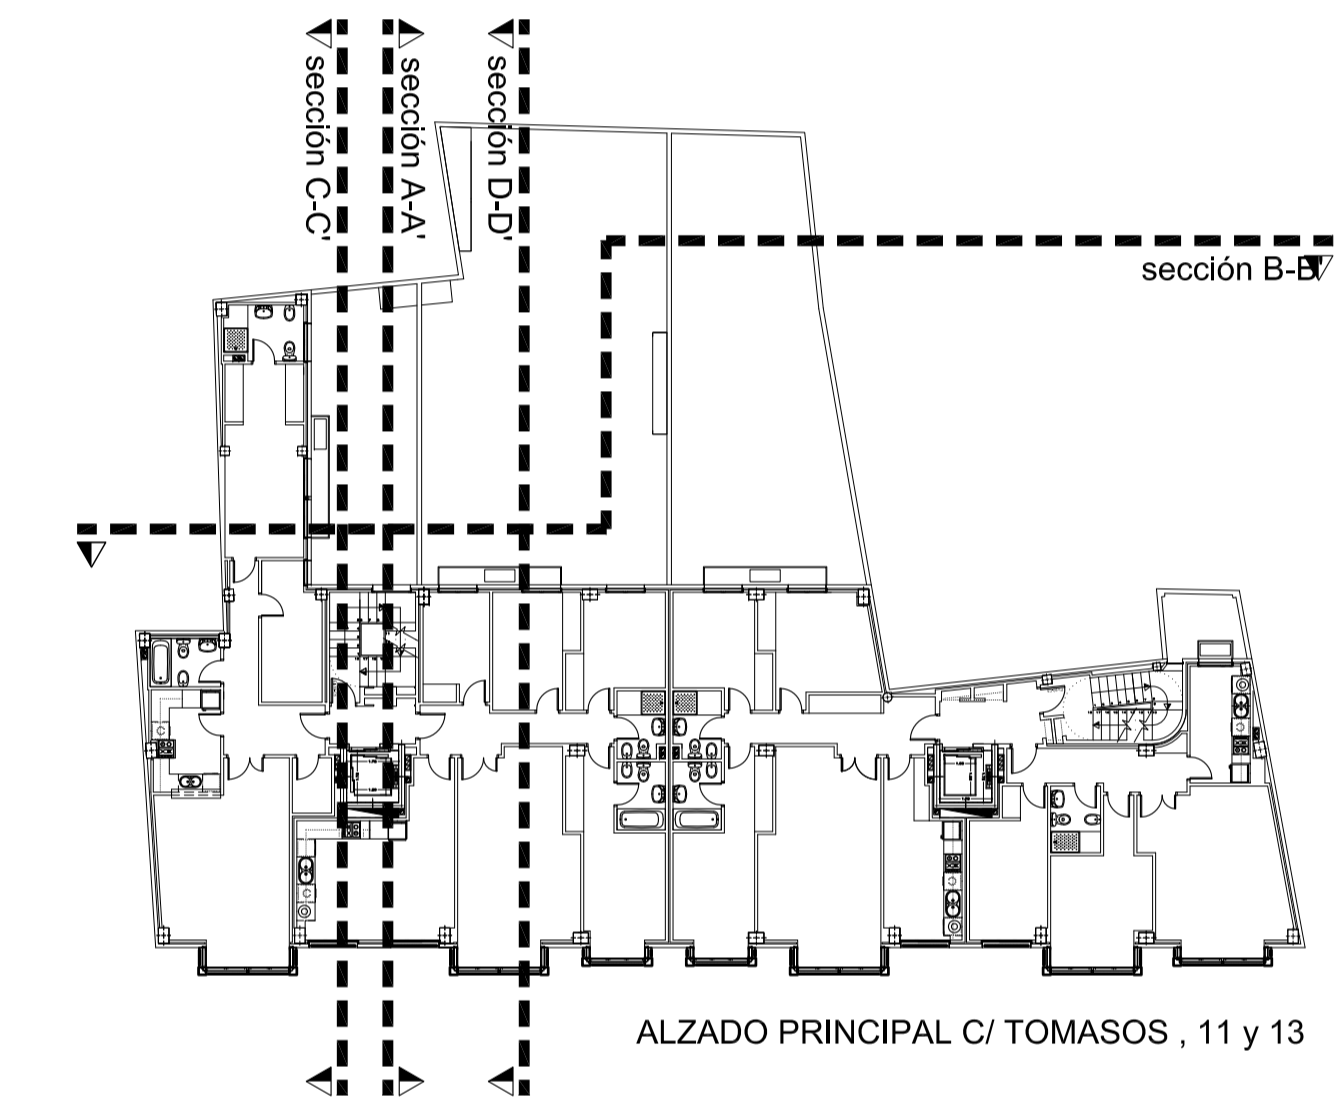 sección C-C'
sección A-A'
sección D-D'
sección B-B'
ALZADO PRINCIPAL C/ TOMASOS , 11 y 13